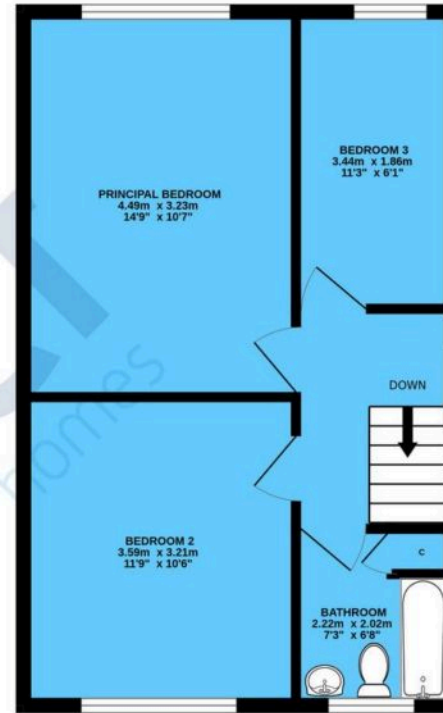 PRINCIPAL BEDROOM
4.49m x 3.23m
14'9" x 10'7"
BEDROOM 3
3.44m x 1.86m
11'3" x 6'1"
DOWN
BEDROOM 2
3.59m x 3.21m
11'9" x 10'6"
C
BATHROOM
2.22m x 2.02m
7'3" x 6'8"
homes